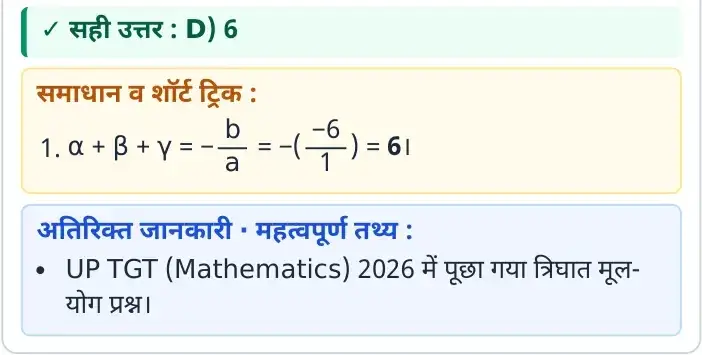 ✓ सही उत्तर : D) 6
समाधान व शॉर्ट ट्रिक :
1. α + β + γ = −b/a = −(−6/1) = 6।
अतिरिक्त जानकारी · महत्वपूर्ण तथ्य :
• UP TGT (Mathematics) 2026 में पूछा गया त्रिघात मूल-
योग प्रश्न।